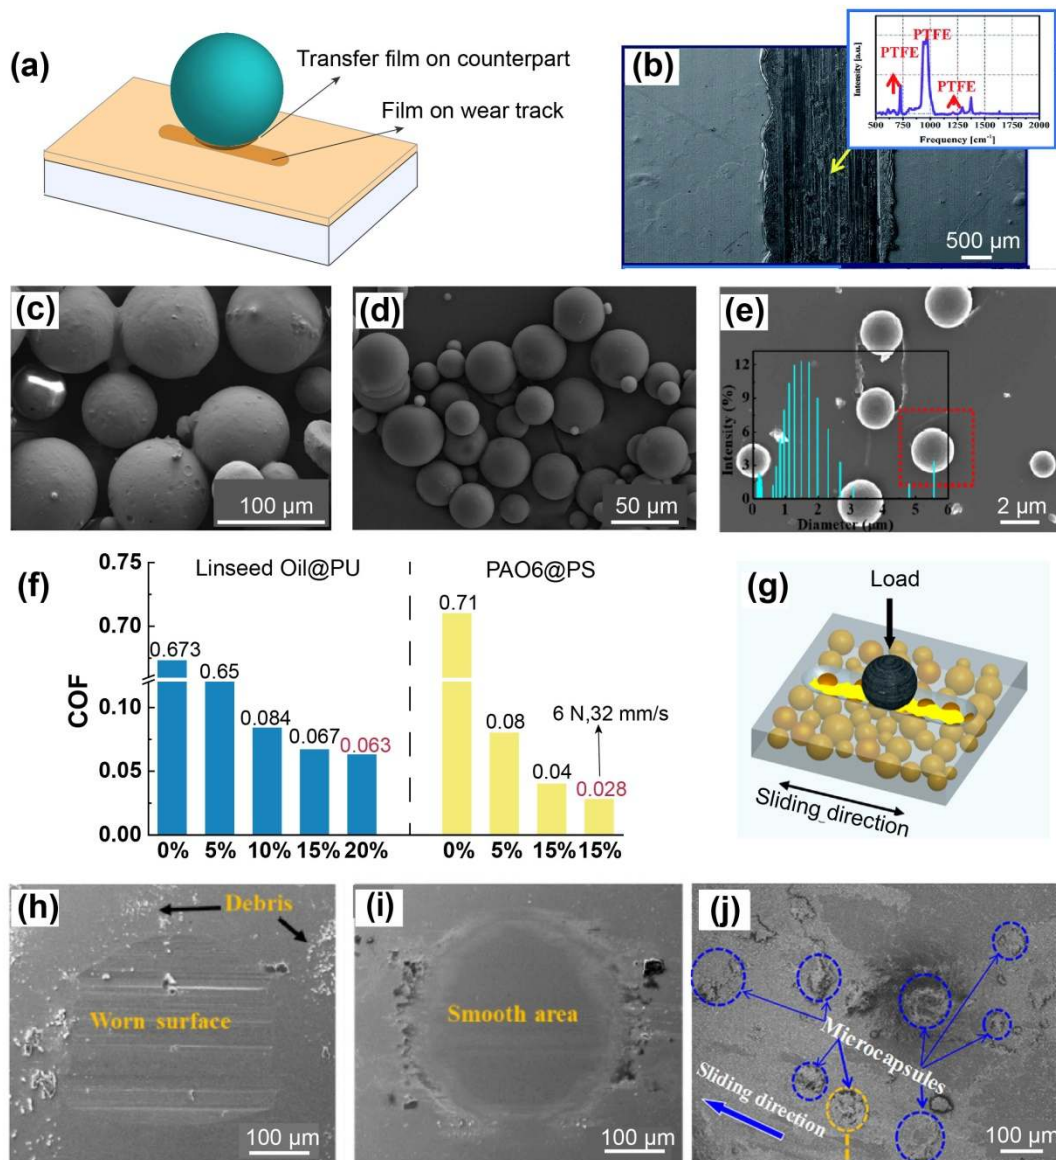 (a)
Transfer film on counterpart
Film on wear track
(b)
PTFE
PTFE
PTFE
Intensity [a.u.]
500 750 1000 1250 1500 1750 2000
Frequency [cm⁻¹]
500 µm
(c)
100 µm
(d)
50 µm
(e)
12
9
6
3
0
Intensity (%)
0 1 2 3 4 5 6
Diameter (µm)
2 µm
(f)
Linseed Oil@PU
PAO6@PS
COF
0.75
0.70
0.10
0.05
0.00
0.673
0.65
0.084
0.067
0.063
0.71
0.08
0.04
0.028
6 N,32 mm/s
0% 5% 10% 15% 20% 0% 5% 15% 15%
(g)
Load
Sliding direction
(h)
Debris
Worn surface
100 µm
(i)
Smooth area
100 µm
(j)
Microcapsules
Sliding direction
100 µm